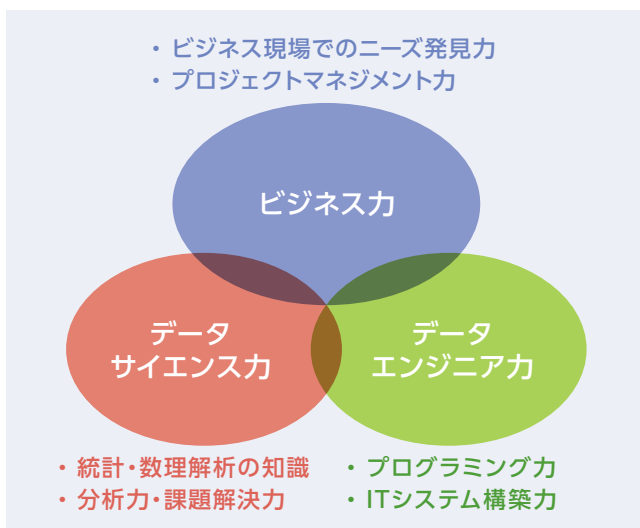 ・ビジネス現場でのニーズ発見力
・プロジェクトマネジメント力
ビジネス力
データ
サイエンス力
データ
エンジニア力
・統計・数理解析の知識
・分析力・課題解決力
・プログラミング力
・ITシステム構築力